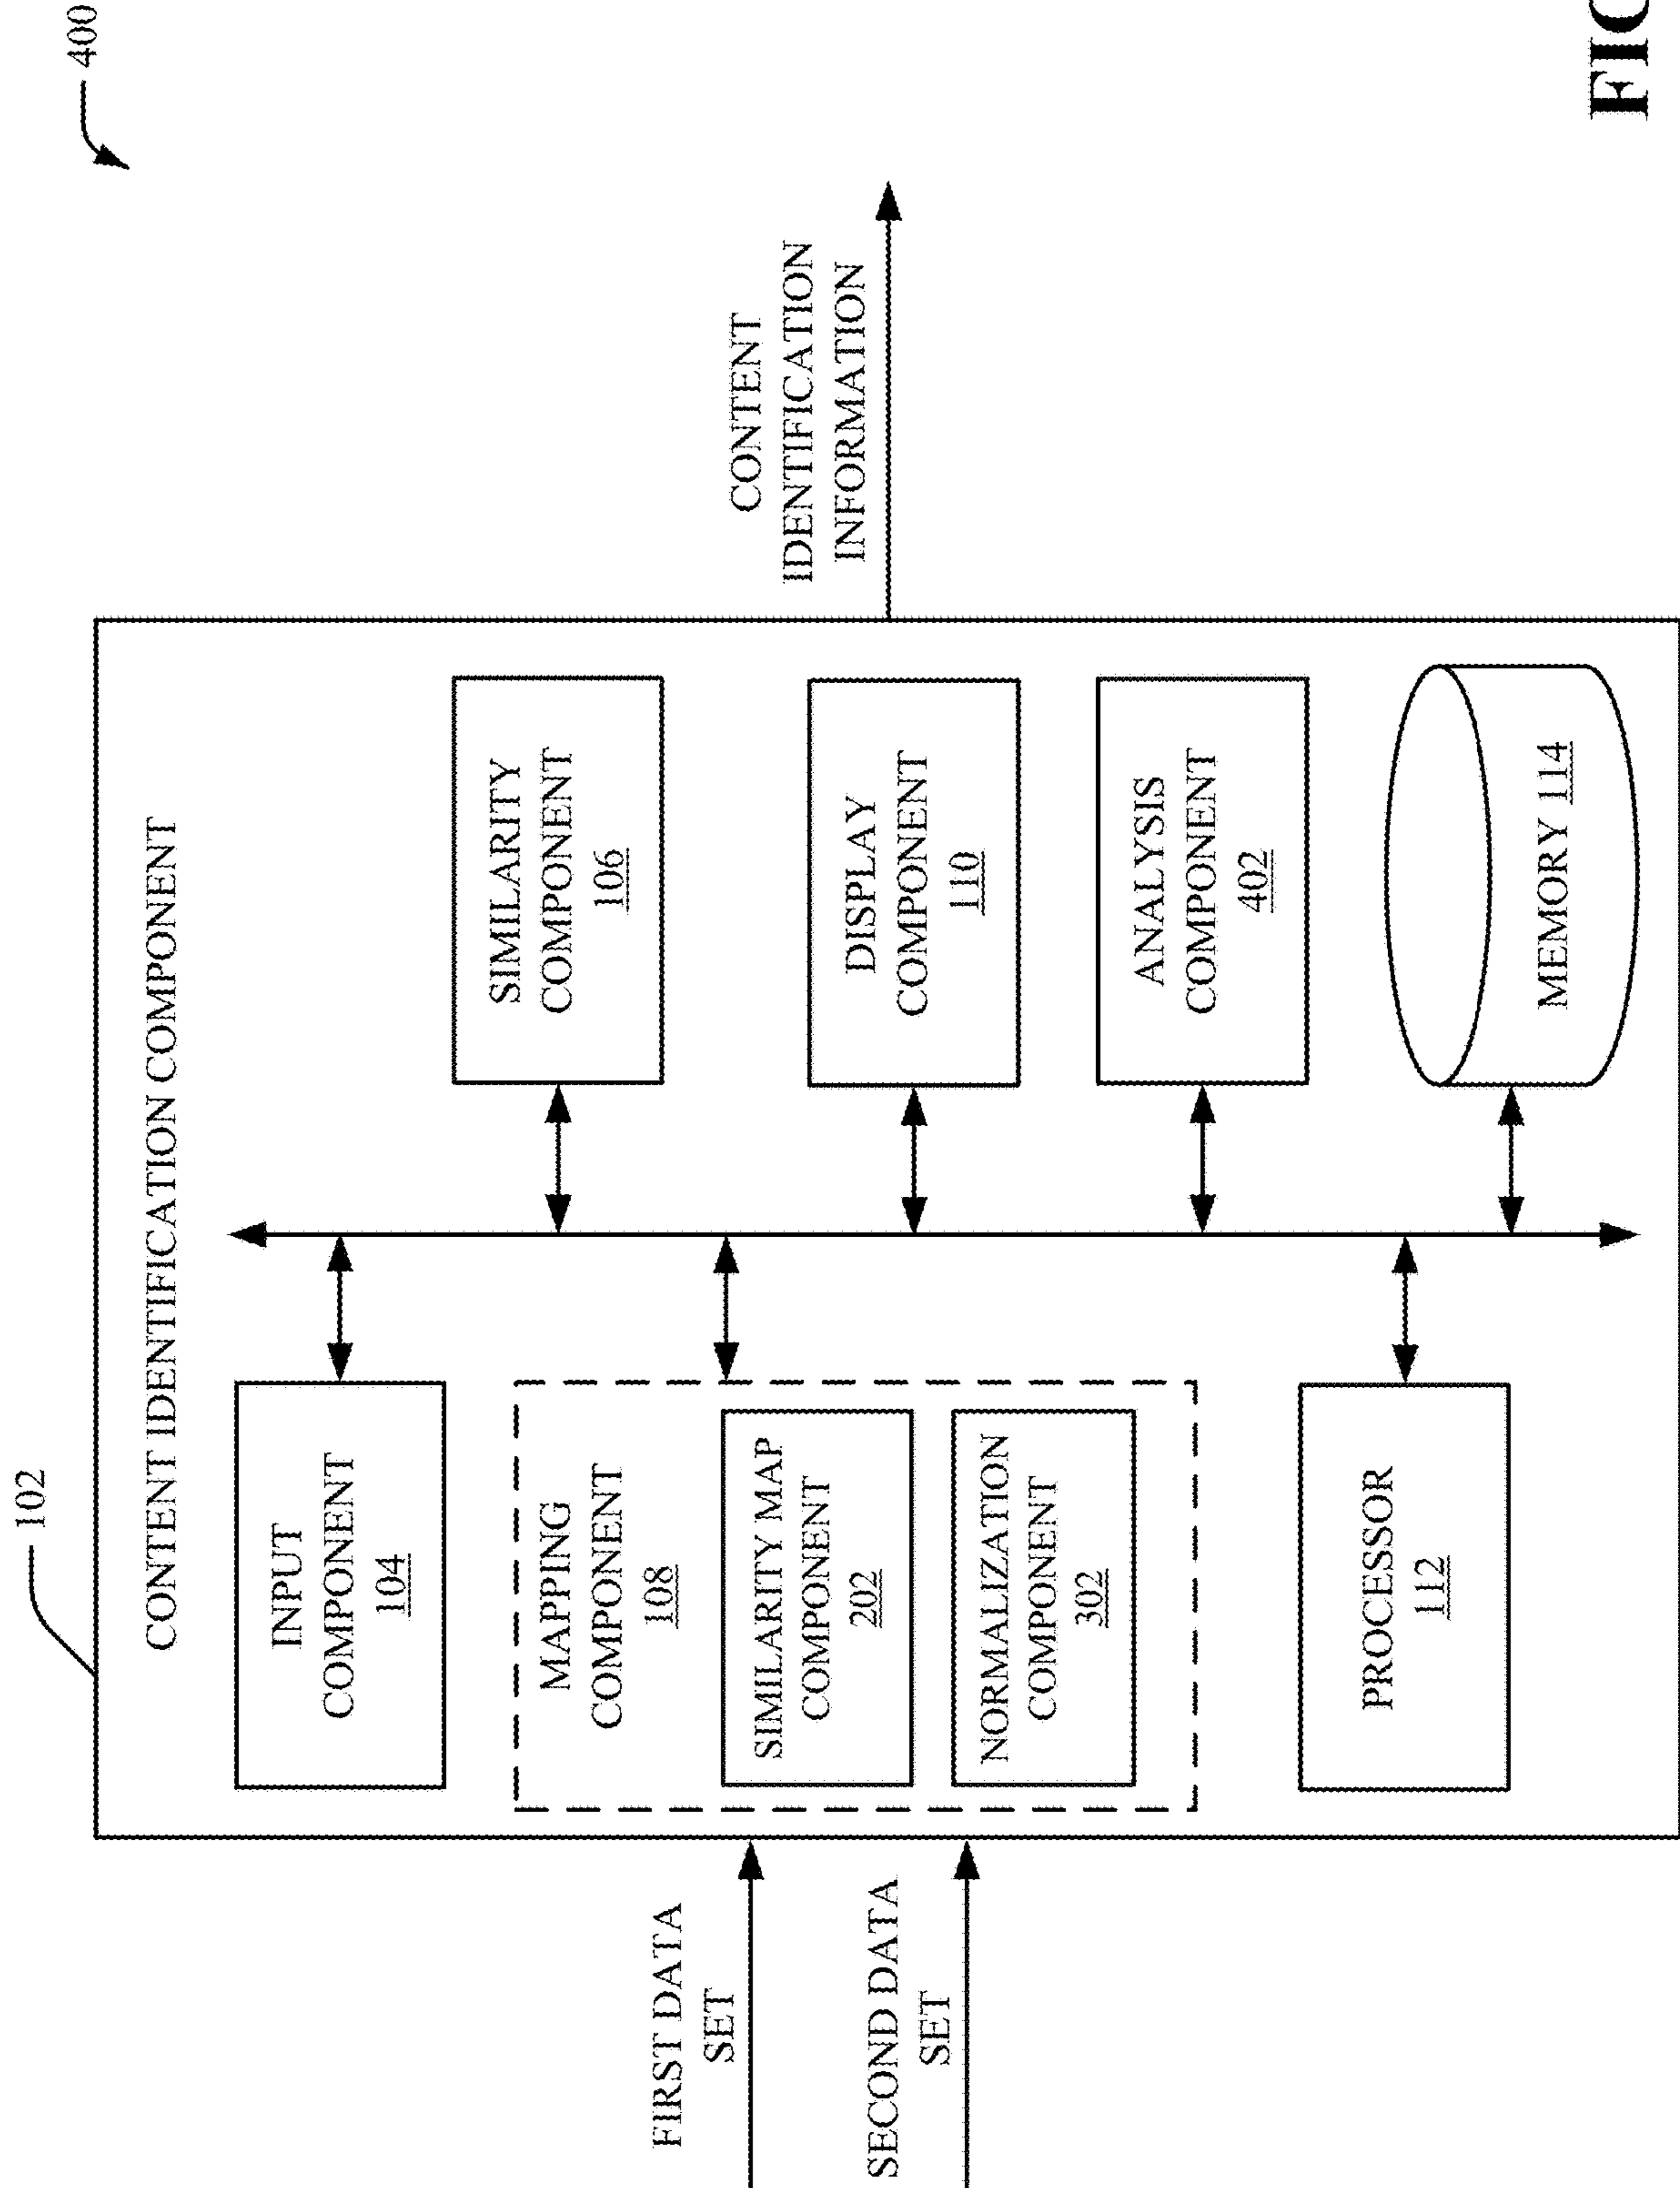 400
102
CONTENT IDENTIFICATION COMPONENT
INPUT
COMPONENT
104
SIMILARITY
COMPONENT
106
MAPPING
COMPONENT
108
SIMILARITY MAP
COMPONENT
202
NORMALIZATION
COMPONENT
302
DISPLAY
COMPONENT
110
ANALYSIS
COMPONENT
402
PROCESSOR
112
MEMORY 114
FIRST DATA
SET
SECOND DATA
SET
CONTENT
IDENTIFICATION
INFORMATION